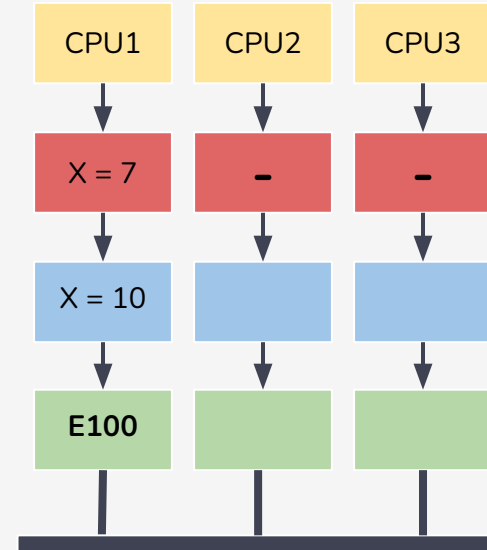 CPU1 CPU2 CPU3
X = 7 - -
X = 10
E100